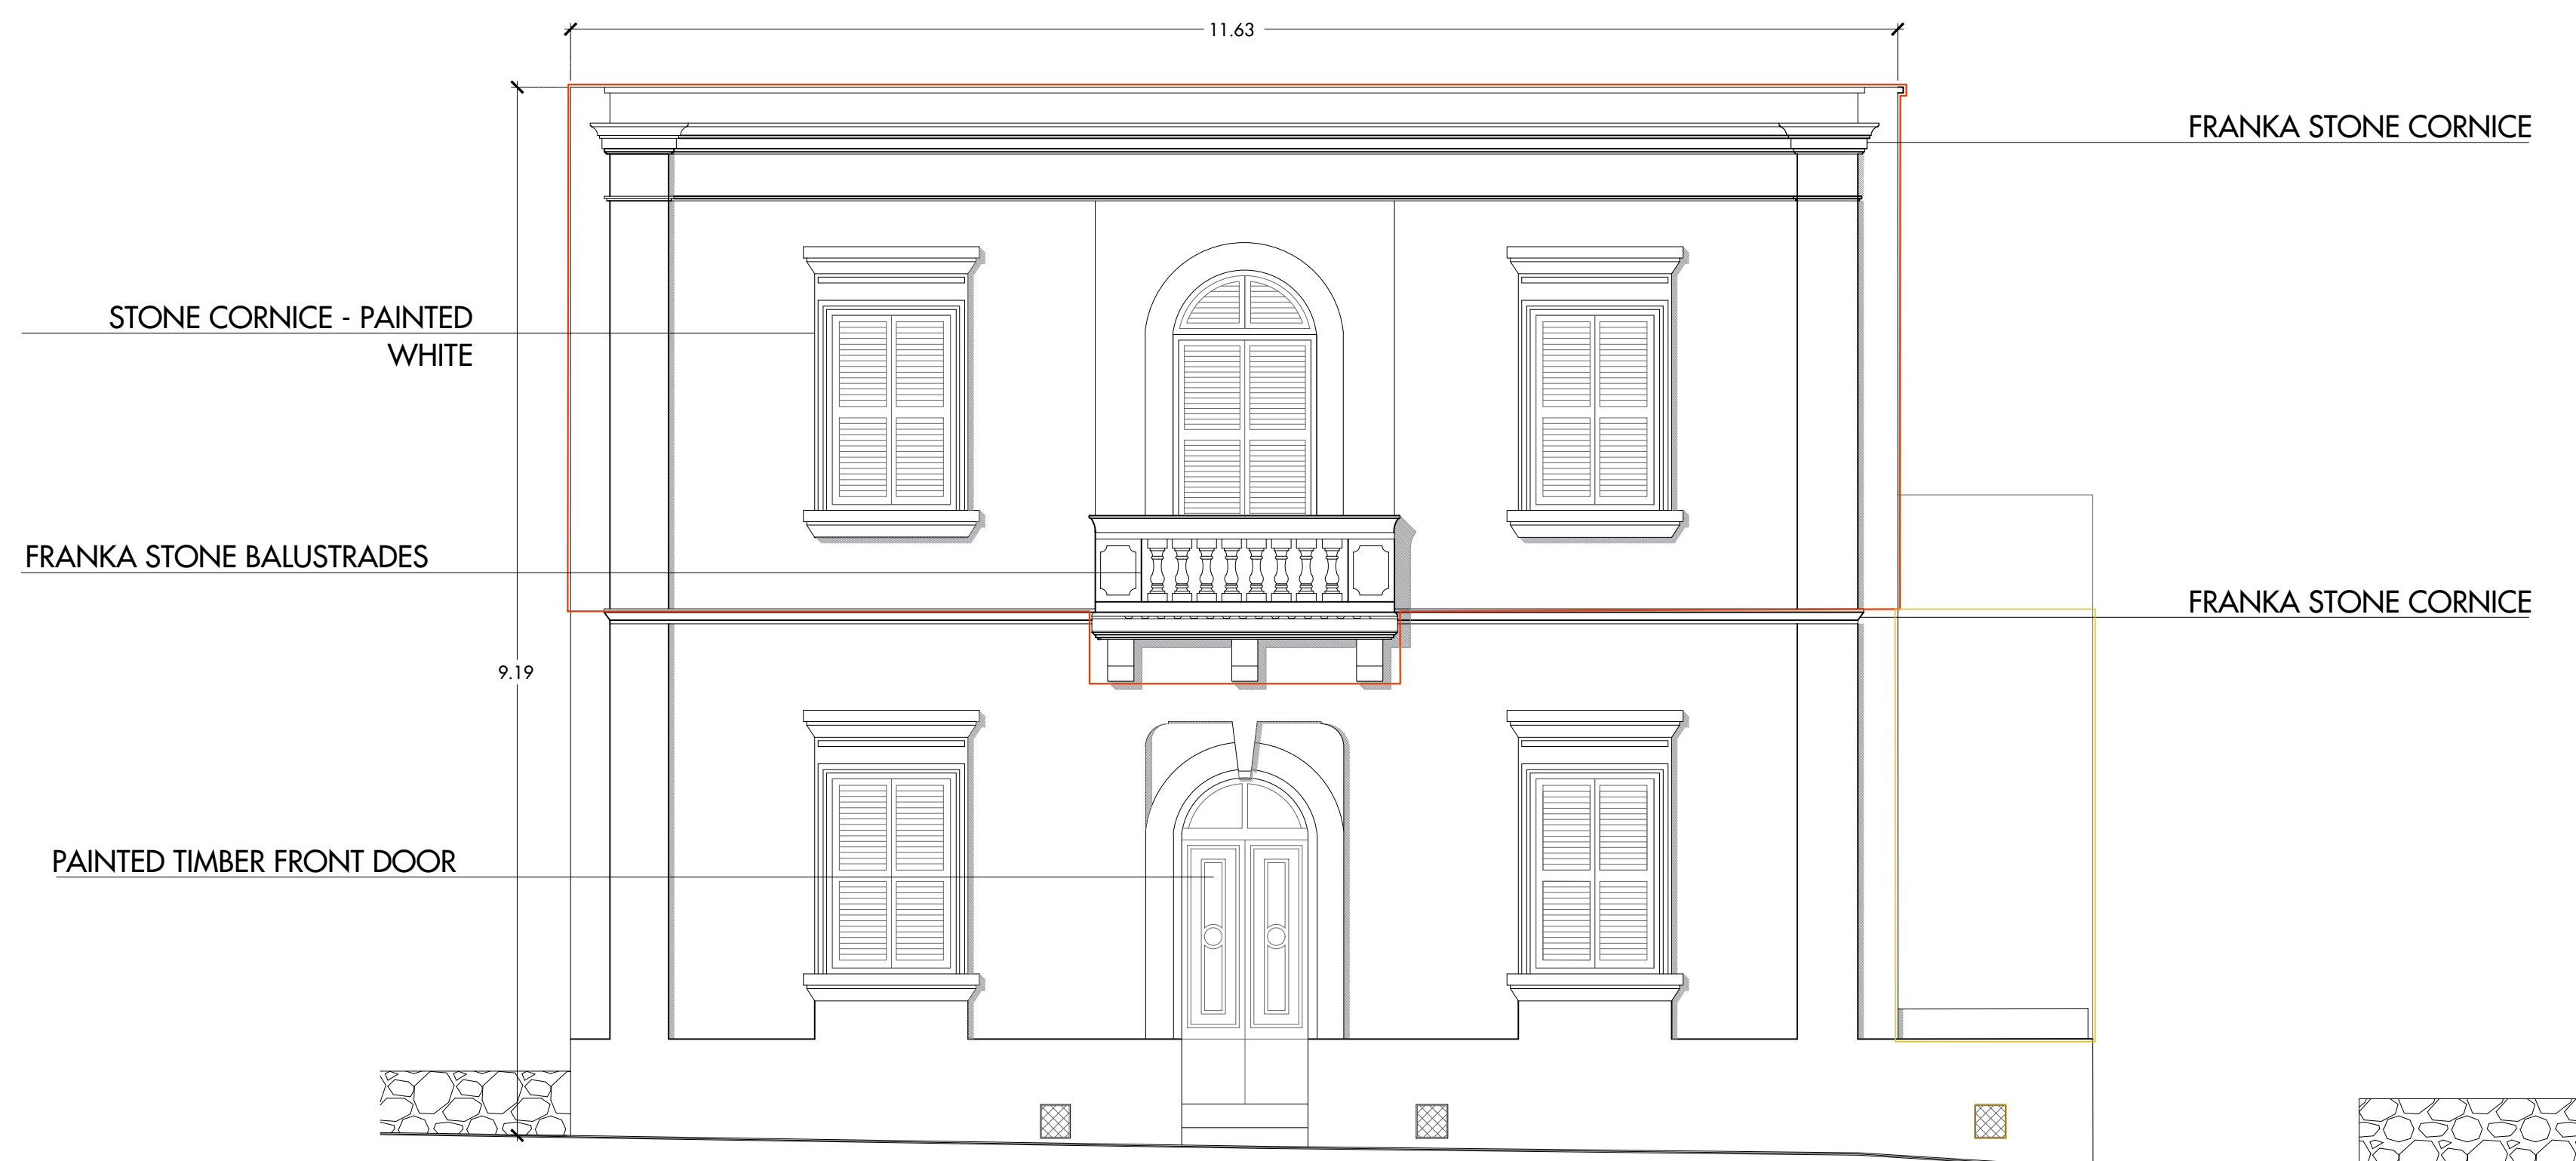 11.63
FRANKA STONE CORNICE
STONE CORNICE - PAINTED
WHITE
FRANKA STONE BALUSTRADES
FRANKA STONE CORNICE
9.19
PAINTED TIMBER FRONT DOOR